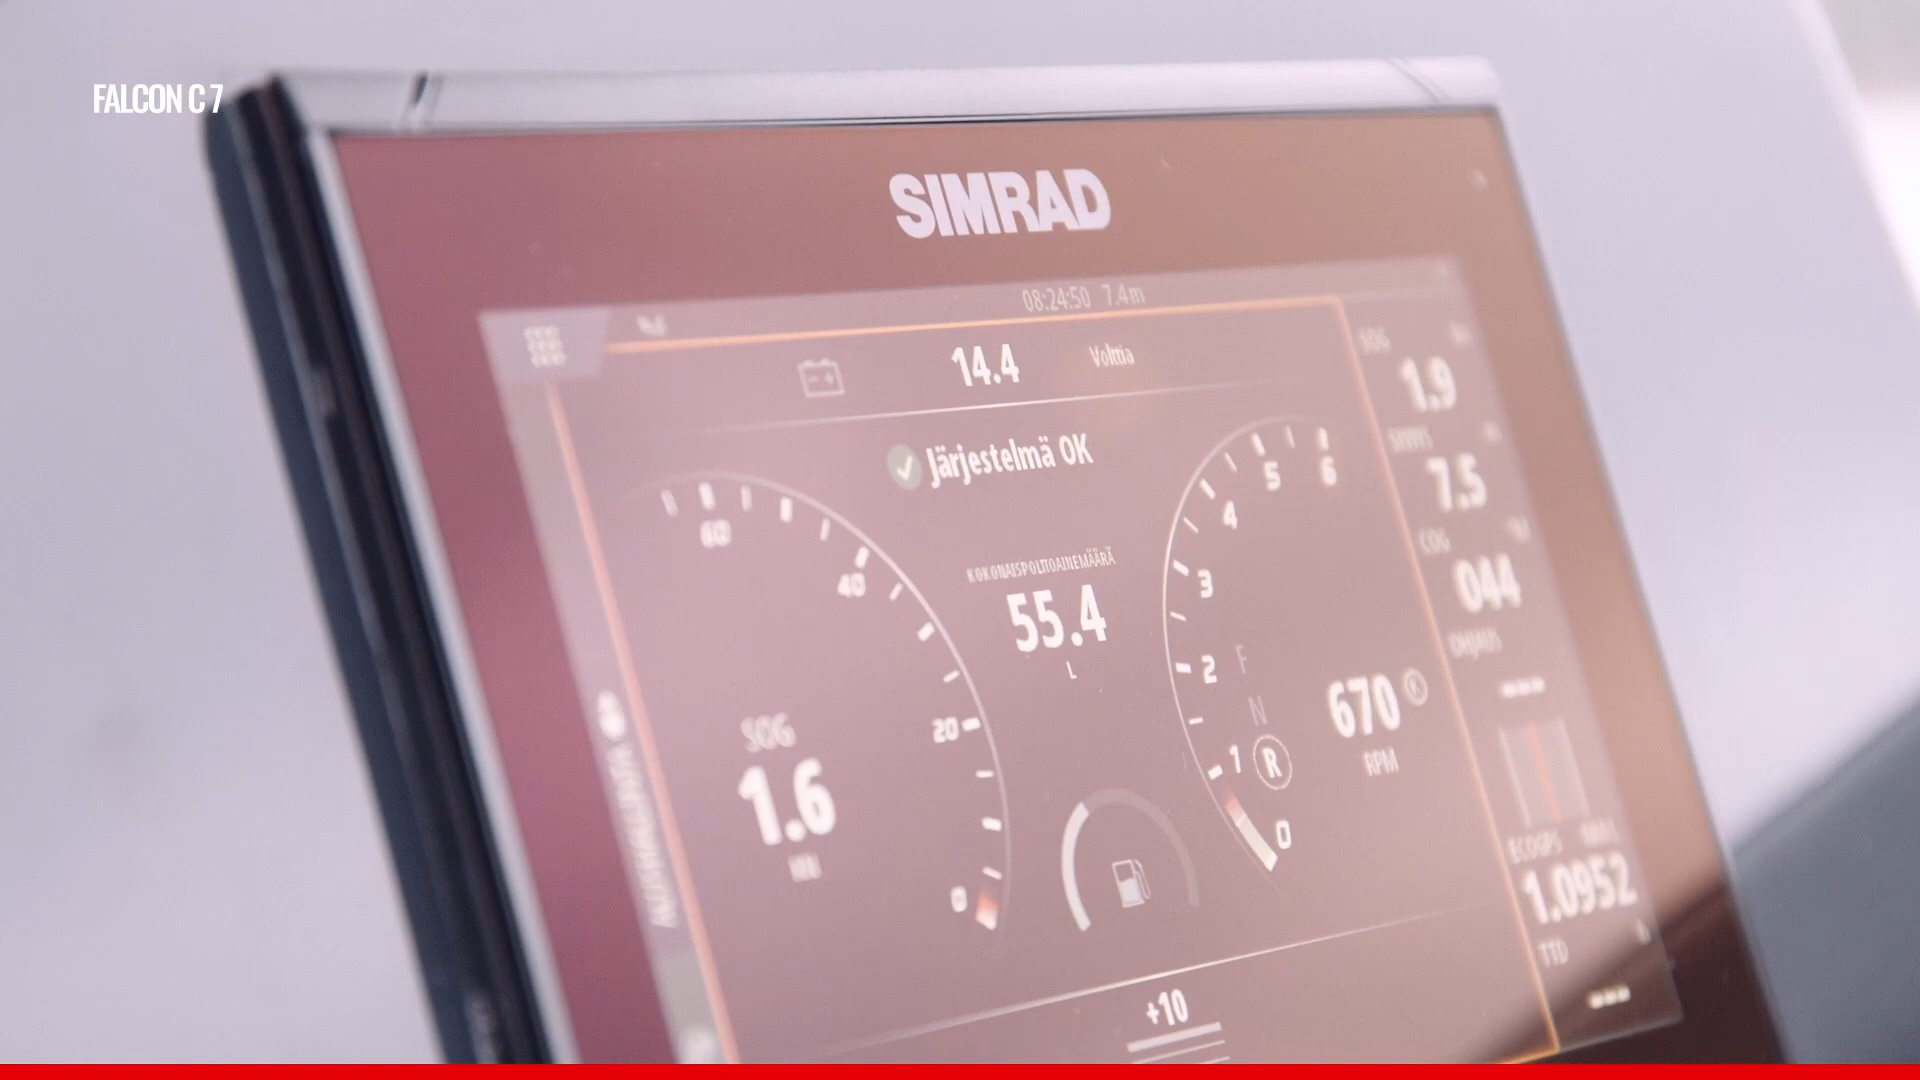 FALCON C 7
SIMRAD
08:24:50 7.4m
14.4 Volttia
Järjestelmä OK
60
40
20
0
SOG
1.6
KOKONAISPOLTTOAINEMÄÄRÄ
55.4
L
6
5
4
3
2
1
0
F
N
R
670
RPM
+10
SOG
1.9
7.5
COG
044
OHJAUS
ECOGPS
1.0952
TTD